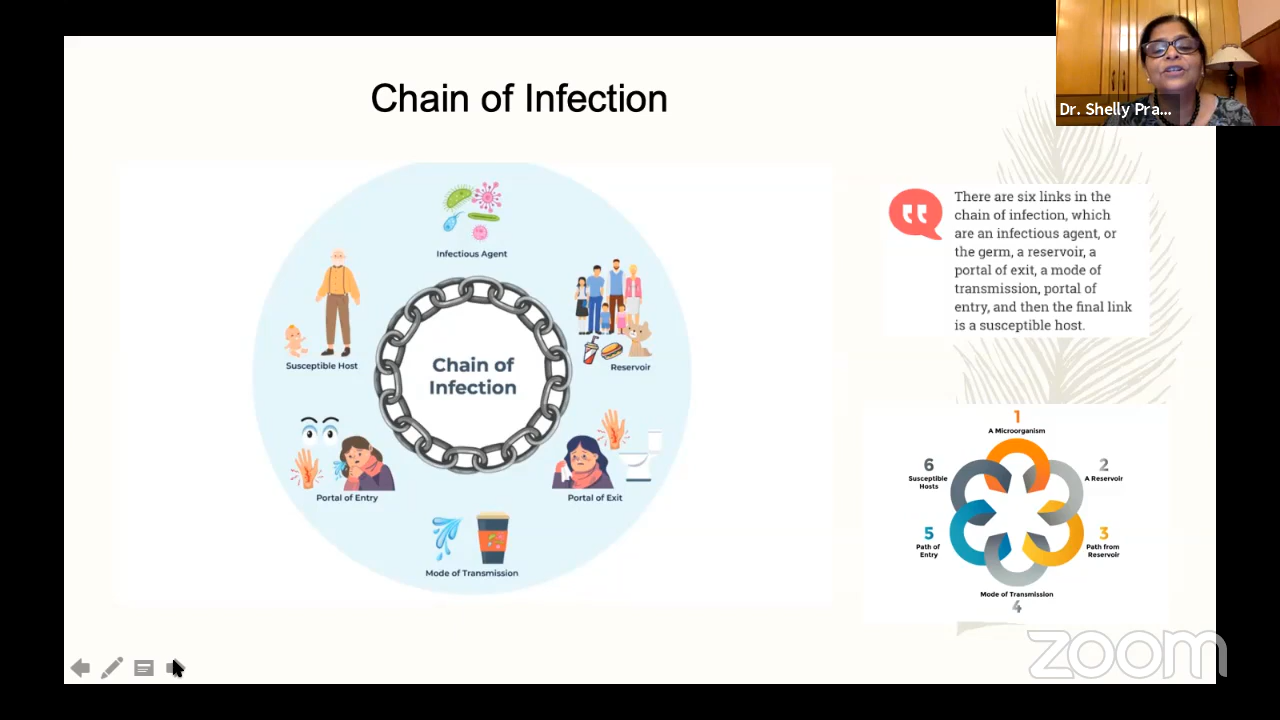 Chain of Infection
Dr. Shelly Pra...
Infectious Agent
Reservoir
Susceptible Host
Chain of
Infection
Portal of Entry
Portal of Exit
Mode of Transmission
There are six links in the
chain of infection, which
are an infectious agent, or
the germ, a reservoir, a
portal of exit, a mode of
transmission, portal of
entry, and then the final link
is a susceptible host.
1
A Microorganism
2
A Reservoir
3
Path from
Reservoir
Mode of Transmission
4
5
Path of
Entry
6
Susceptible
Hosts
zoom